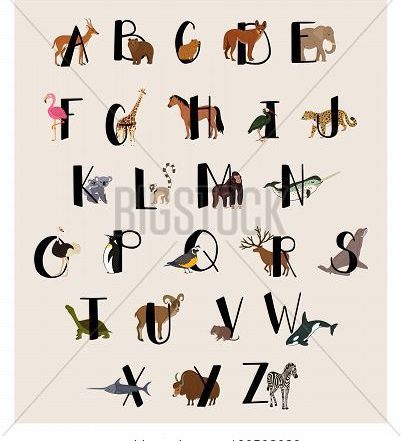 A B C D E
F G H I J
K L M N
BIGSTOCK
O P Q R S
T U V W
X Y Z